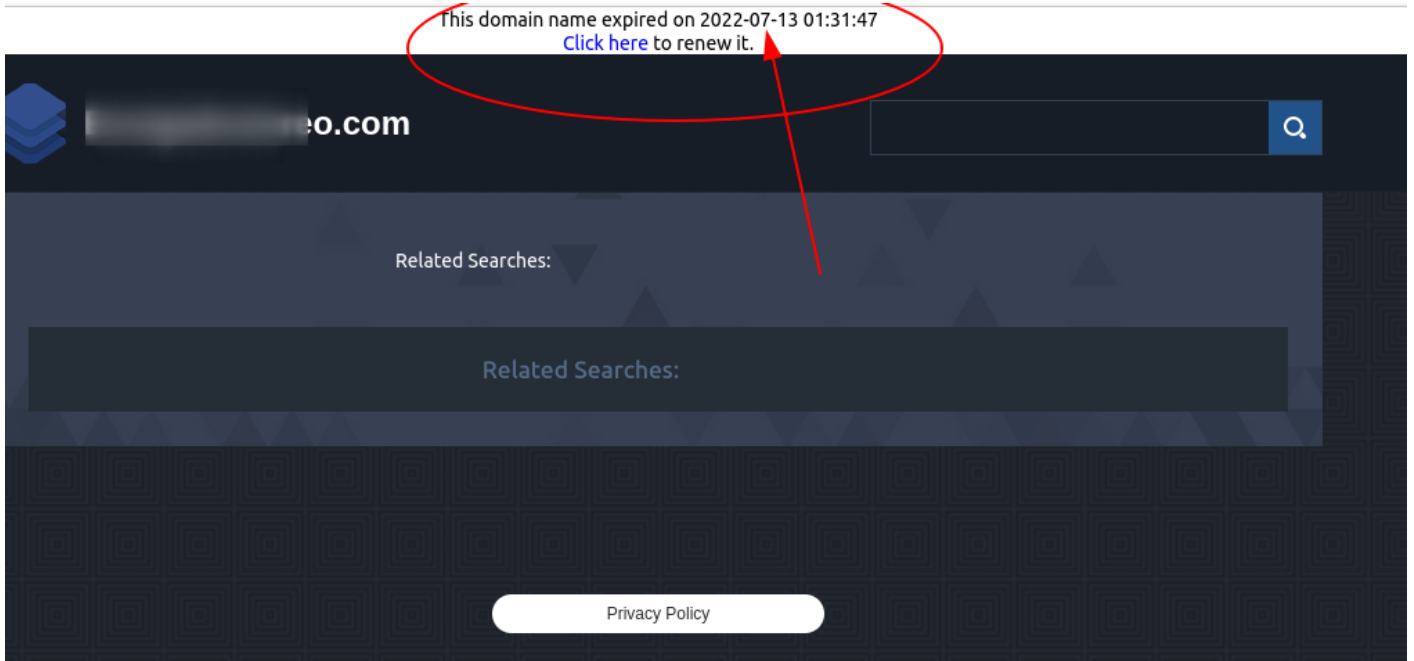 This domain name expired on 2022-07-13 01:31:47
Click here to renew it.
eo.com
Related Searches:
Related Searches:
Privacy Policy